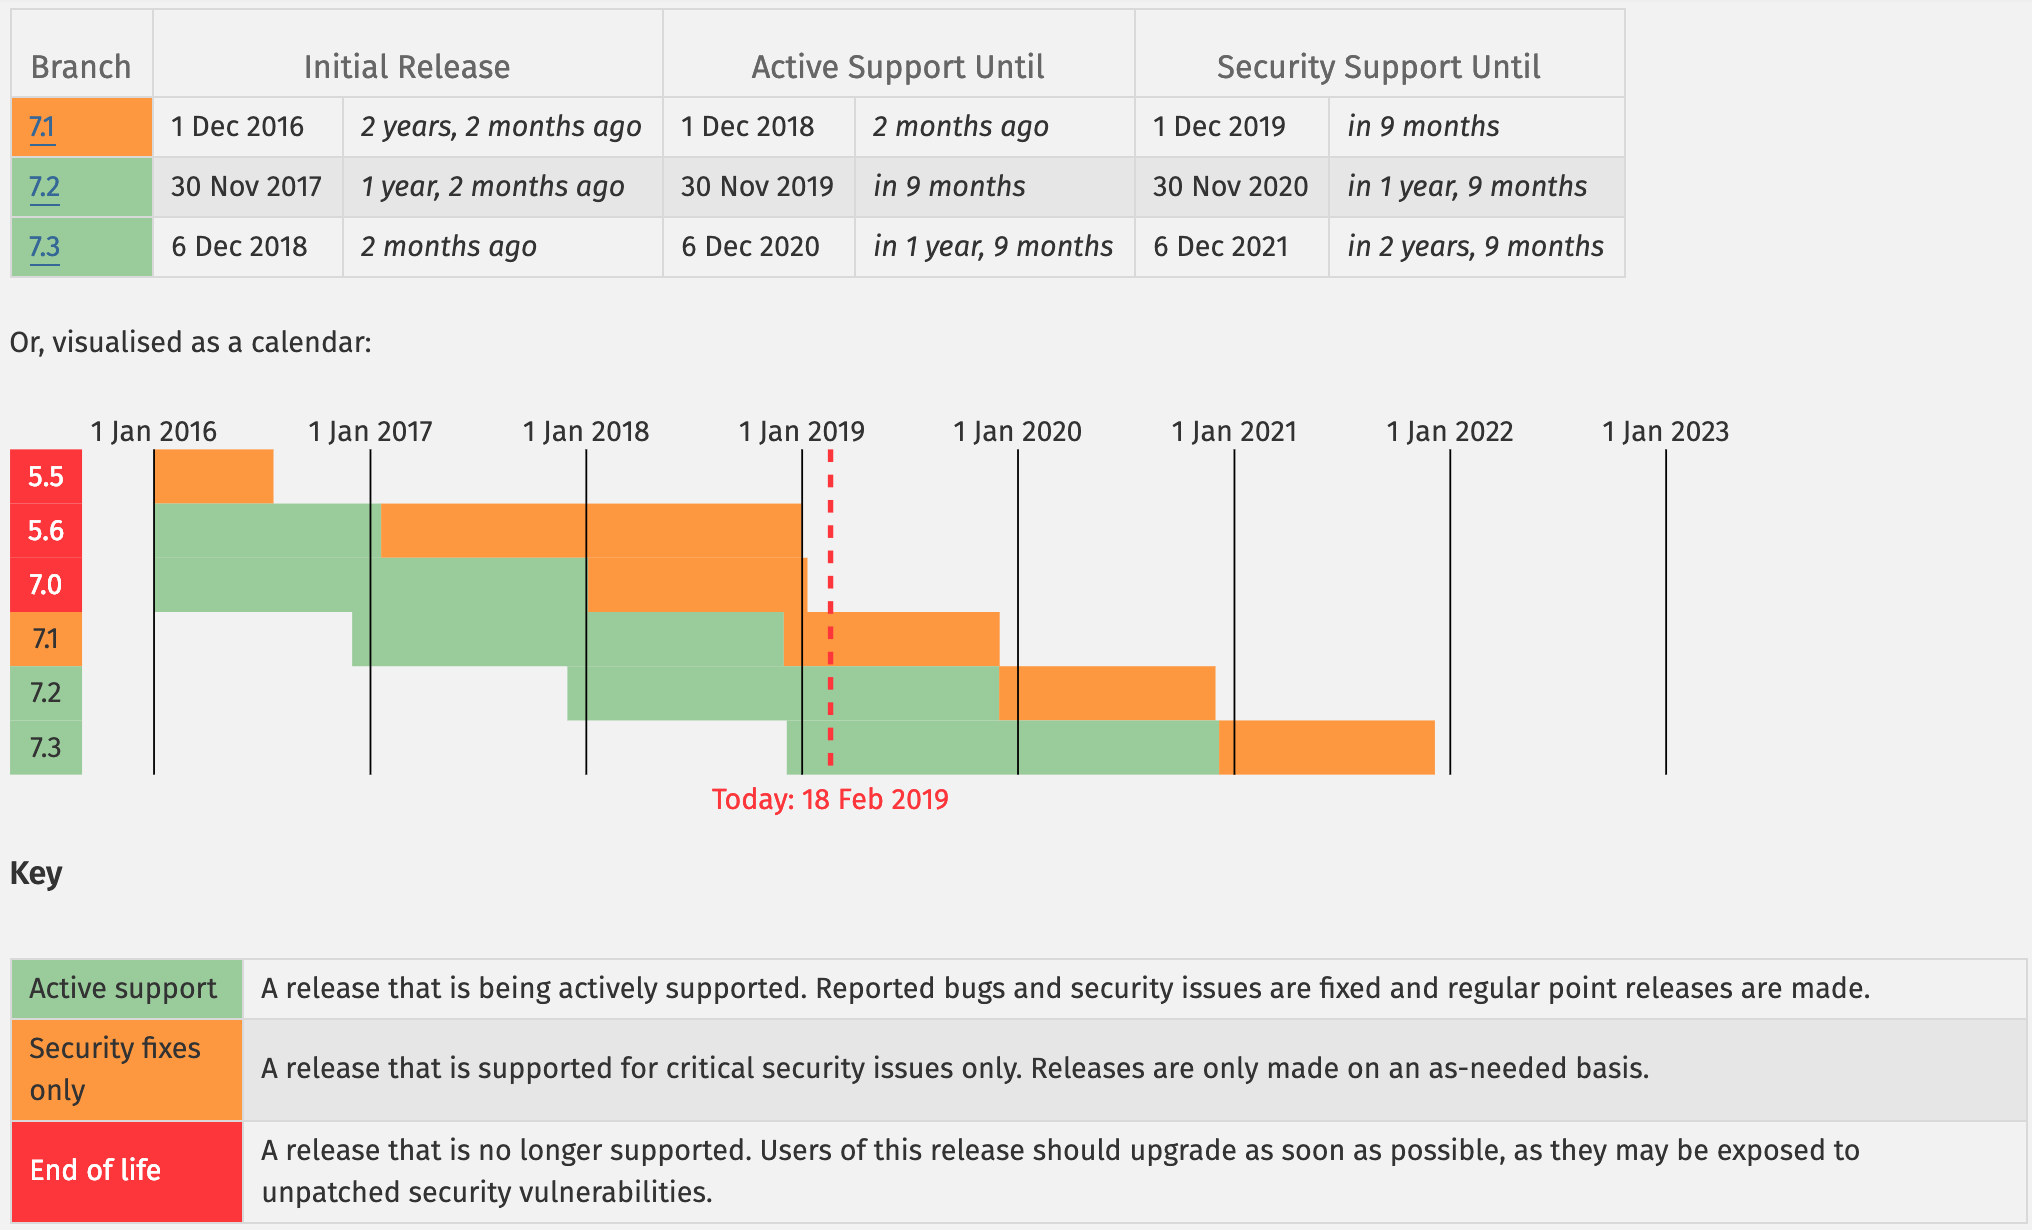 Branch Initial Release Active Support Until Security Support Until
7.1 1 Dec 2016 2 years, 2 months ago 1 Dec 2018 2 months ago 1 Dec 2019 in 9 months
7.2 30 Nov 2017 1 year, 2 months ago 30 Nov 2019 in 9 months 30 Nov 2020 in 1 year, 9 months
7.3 6 Dec 2018 2 months ago 6 Dec 2020 in 1 year, 9 months 6 Dec 2021 in 2 years, 9 months
Or, visualised as a calendar:
1 Jan 2016 1 Jan 2017 1 Jan 2018 1 Jan 2019 1 Jan 2020 1 Jan 2021 1 Jan 2022 1 Jan 2023
5.5
5.6
7.0
7.1
7.2
7.3
Today: 18 Feb 2019
Key
Active support A release that is being actively supported. Reported bugs and security issues are fixed and regular point releases are made.
Security fixes
only
A release that is supported for critical security issues only. Releases are only made on an as-needed basis.
End of life
A release that is no longer supported. Users of this release should upgrade as soon as possible, as they may be exposed to
unpatched security vulnerabilities.